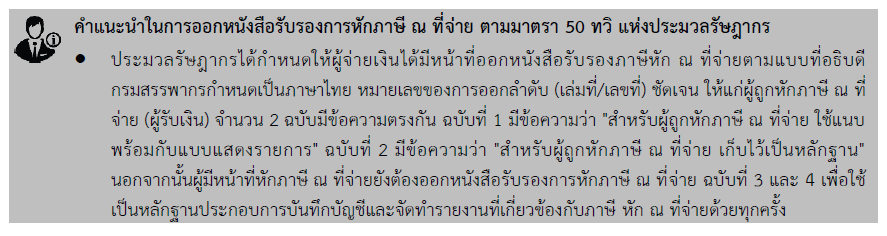 คำแนะนำในการออกหนังสือรับรองการหักภาษี ณ ที่จ่าย ตามมาตรา 50 ทวิ แห่งประมวลรัษฎากร
● ประมวลรัษฎากรได้กำหนดให้ผู้จ่ายเงินได้มีหน้าที่ออกหนังสือรับรองภาษีหัก ณ ที่จ่ายตามแบบที่อธิบดี
กรมสรรพากรกำหนดเป็นภาษาไทย หมายเลขของการออกลำดับ (เล่มที่/เลขที่) ชัดเจน ให้แก่ผู้ถูกหักภาษี ณ ที่
จ่าย (ผู้รับเงิน) จำนวน 2 ฉบับมีข้อความตรงกัน ฉบับที่ 1 มีข้อความว่า "สำหรับผู้ถูกหักภาษี ณ ที่จ่าย ใช้แนบ
พร้อมกับแบบแสดงรายการ" ฉบับที่ 2 มีข้อความว่า "สำหรับผู้ถูกหักภาษี ณ ที่จ่าย เก็บไว้เป็นหลักฐาน"
นอกจากนั้นผู้มีหน้าที่หักภาษี ณ ที่จ่ายยังต้องออกหนังสือรับรองการหักภาษี ณ ที่จ่าย ฉบับที่ 3 และ 4 เพื่อใช้
เป็นหลักฐานประกอบการบันทึกบัญชีและจัดทำรายงานที่เกี่ยวข้องกับภาษี หัก ณ ที่จ่ายด้วยทุกครั้ง